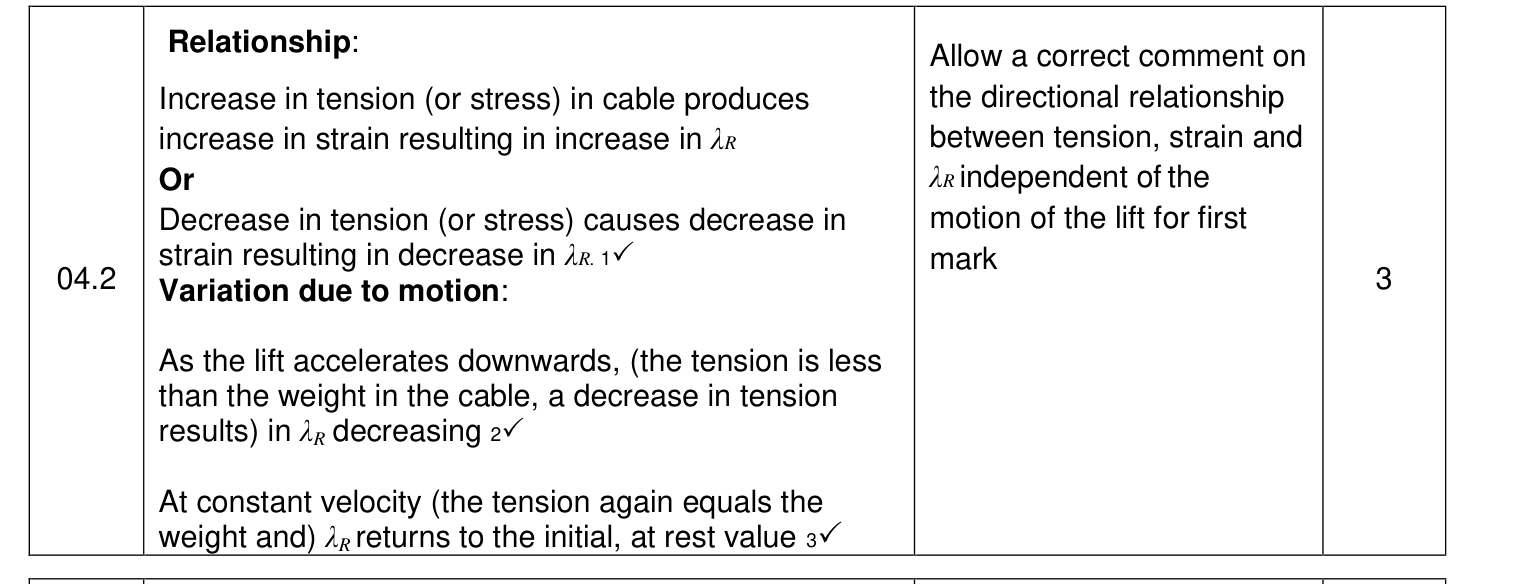 04.2
Relationship:
Increase in tension (or stress) in cable produces
increase in strain resulting in increase in λR
Or
Decrease in tension (or stress) causes decrease in
strain resulting in decrease in λR. 1✓
Variation due to motion:
As the lift accelerates downwards, (the tension is less
than the weight in the cable, a decrease in tension
results) in λR decreasing 2✓
At constant velocity (the tension again equals the
weight and) λR returns to the initial, at rest value 3✓
Allow a correct comment on
the directional relationship
between tension, strain and
λR independent of the
motion of the lift for first
mark
3